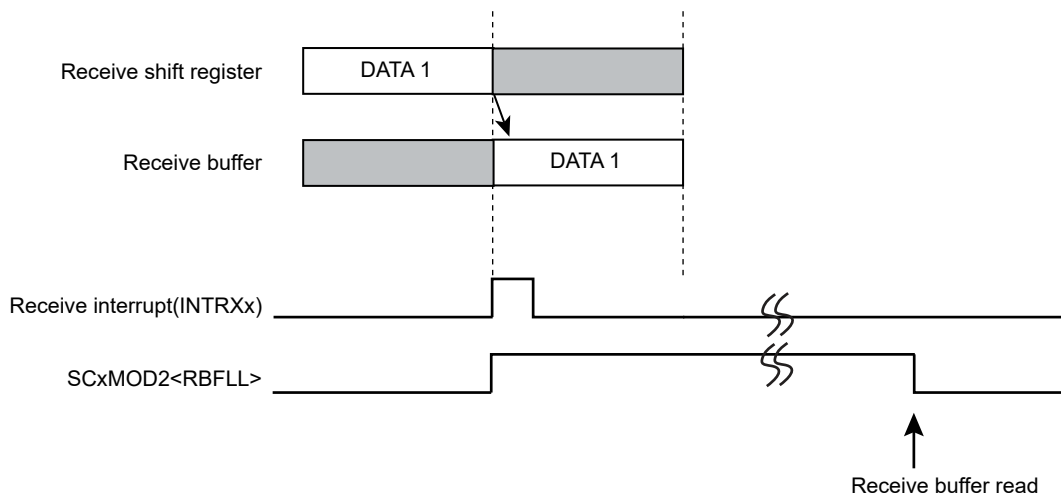 Receive shift register
DATA 1
Receive buffer
DATA 1
Receive interrupt(INTRXx)
SCxMOD2<RBFLL>
Receive buffer read